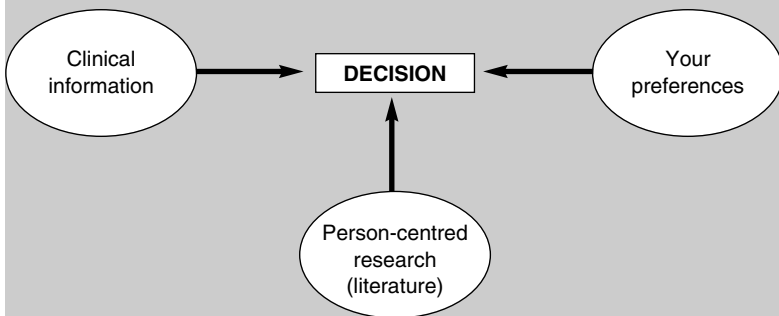 Clinical
information
DECISION
Your
preferences
Person-centred
research
(literature)